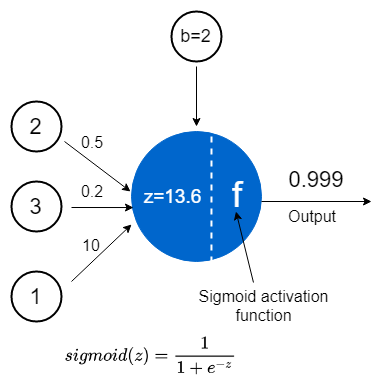 b=2
2
0.5
3
0.2
1
10
z=13.6
f
0.999
Output
Sigmoid activation
function
sigmoid(z) = \frac{1}{1 + e^{-z}}